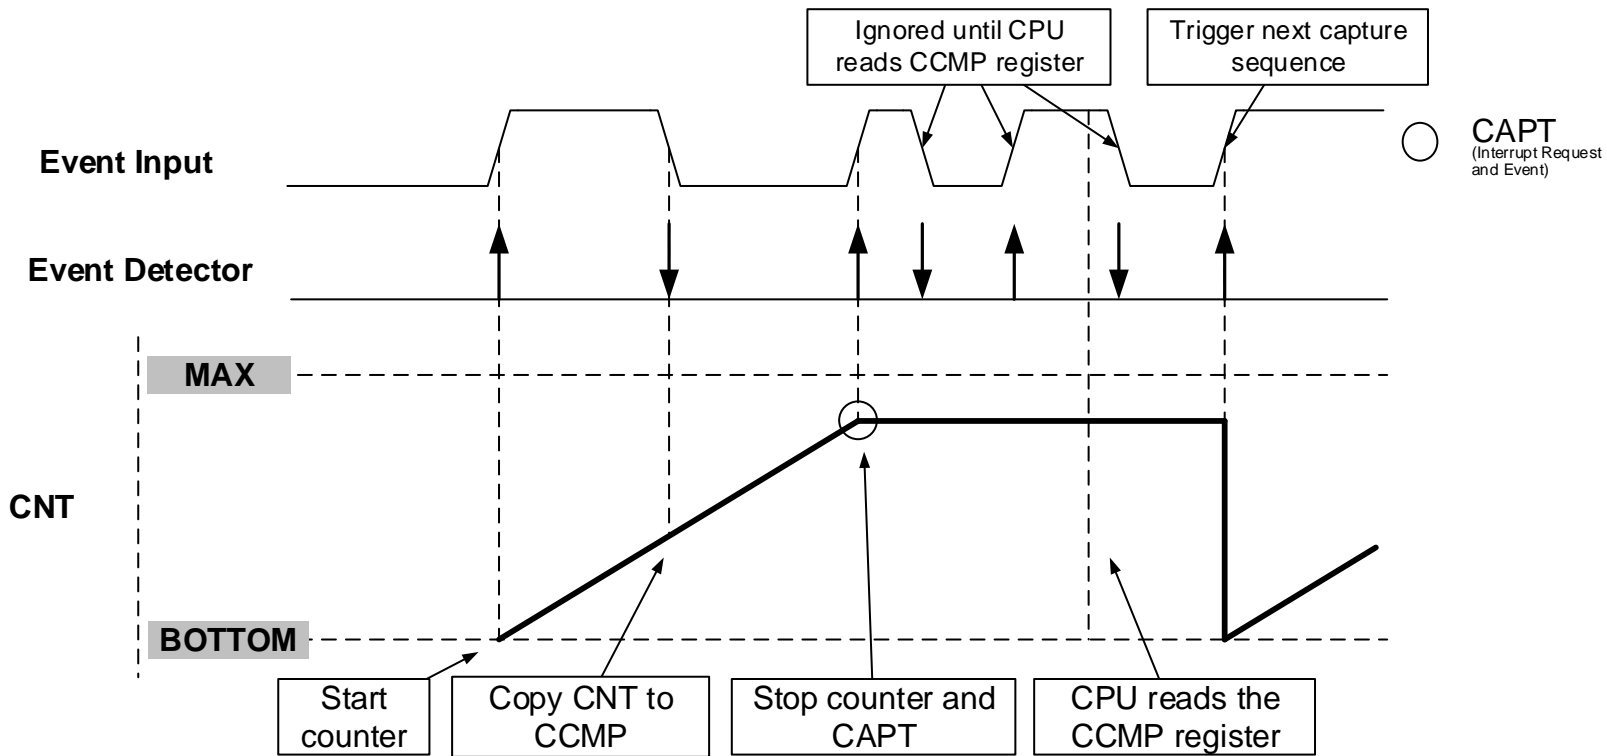 Ignored until CPU
reads CCMP register
Trigger next capture
sequence
Event Input
CAPT
(Interrupt Request
and Event)
Event Detector
MAX
CNT
BOTTOM
Start
counter
Copy CNT to
CCMP
Stop counter and
CAPT
CPU reads the
CCMP register